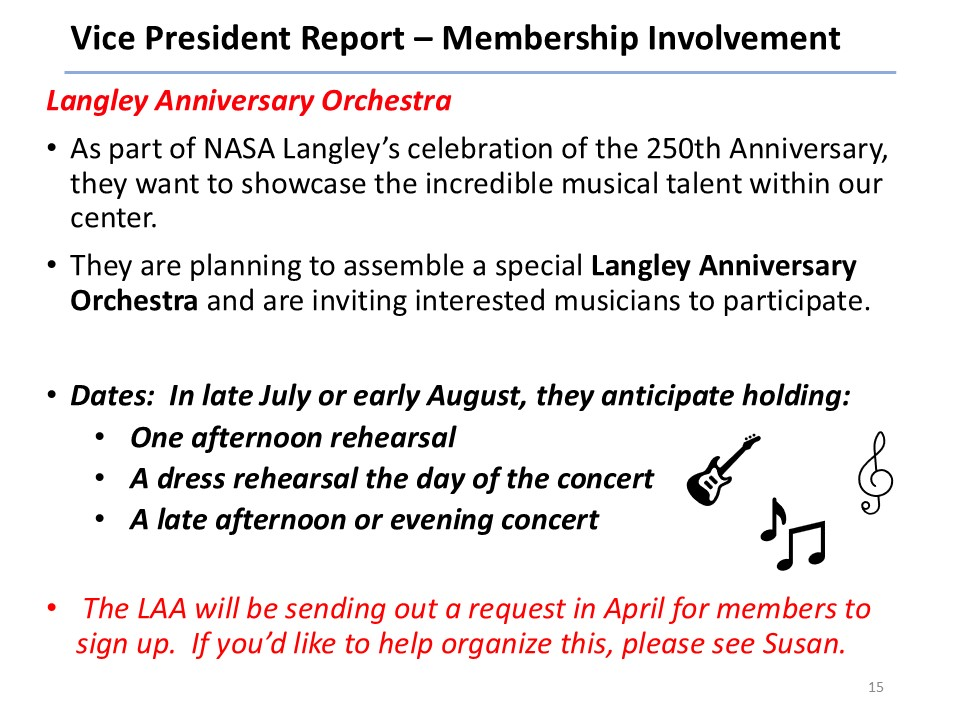 Vice President Report – Membership Involvement
Langley Anniversary Orchestra
• As part of NASA Langley’s celebration of the 250th Anniversary,
they want to showcase the incredible musical talent within our
center.
• They are planning to assemble a special Langley Anniversary
Orchestra and are inviting interested musicians to participate.
• Dates:  In late July or early August, they anticipate holding:
• One afternoon rehearsal
• A dress rehearsal the day of the concert
• A late afternoon or evening concert
• The LAA will be sending out a request in April for members to
sign up.  If you’d like to help organize this, please see Susan.
15